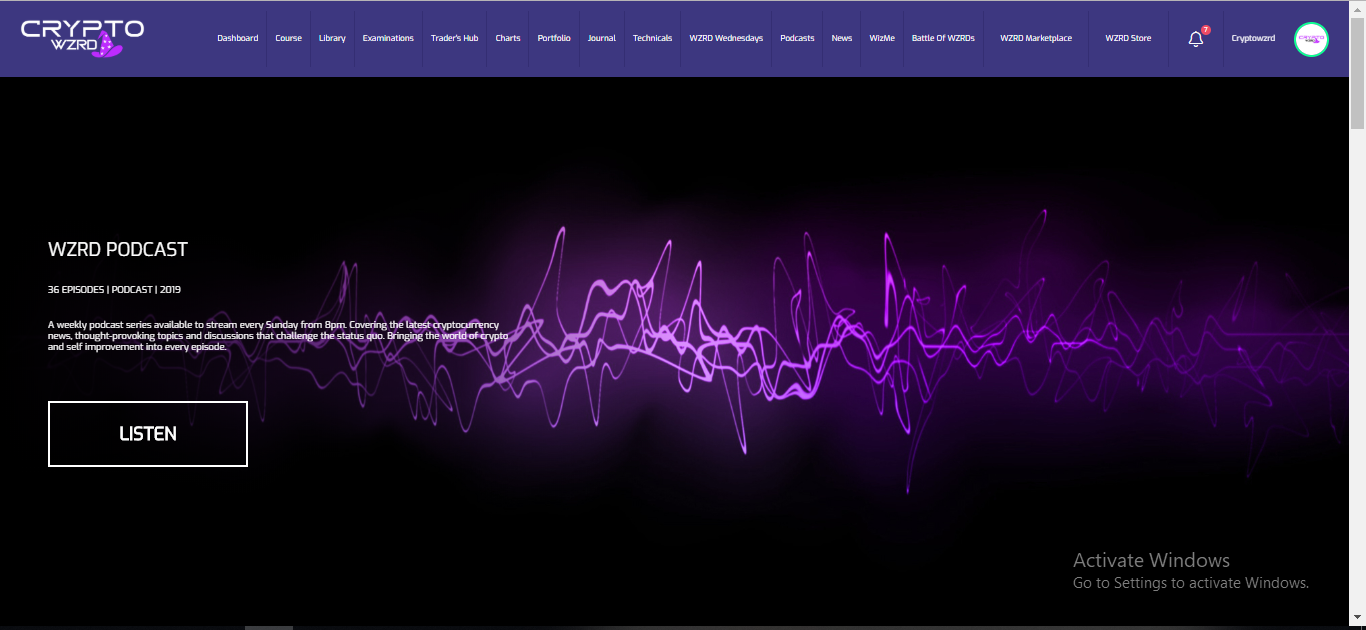 CRYPTO
WZRD
Dashboard Course Library Examinations Trader's Hub Charts Portfolio Journal Technicals WZRD Wednesdays Podcasts News WizMe Battle Of WZRDs WZRD Marketplace WZRD Store 7 Cryptowzrd CRYPTO
WZRD PODCAST
36 EPISODES | PODCAST | 2019
A weekly podcast series available to stream every Sunday from 8pm. Covering the latest cryptocurrency
news, thought-provoking topics and discussions that challenge the status quo. Bringing the world of crypto
and self improvement into every episode.
LISTEN
Activate Windows
Go to Settings to activate Windows.